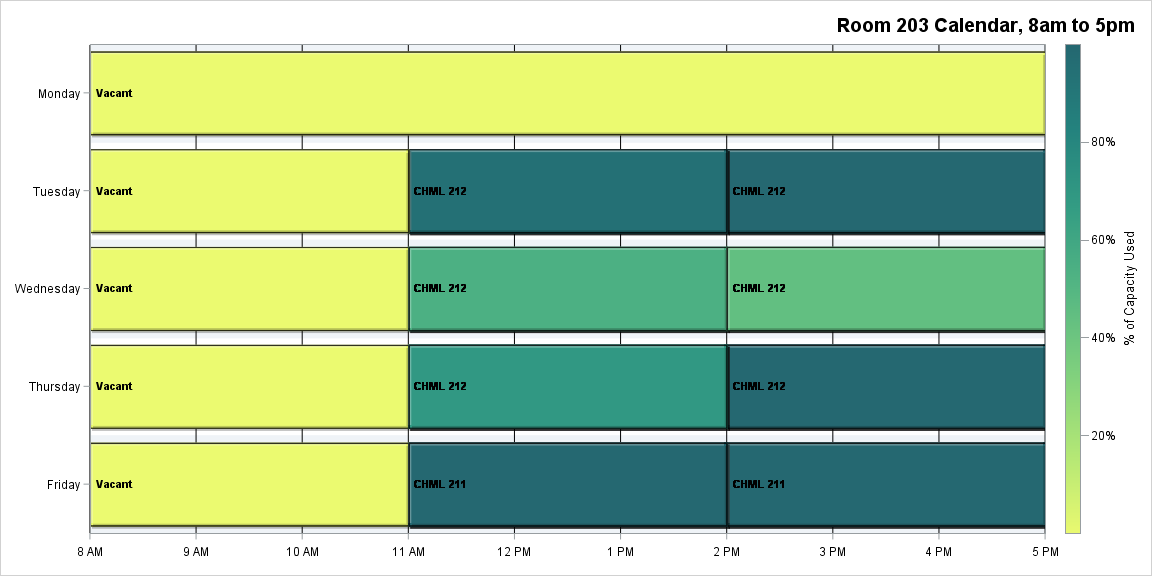 Room 203 Calendar, 8am to 5pm
Monday
Vacant
Tuesday
Vacant
CHML 212
CHML 212
Wednesday
Vacant
CHML 212
CHML 212
Thursday
Vacant
CHML 212
CHML 212
Friday
Vacant
CHML 211
CHML 211
8 AM
9 AM
10 AM
11 AM
12 PM
1 PM
2 PM
3 PM
4 PM
5 PM
80%
60%
40%
20%
% of Capacity Used